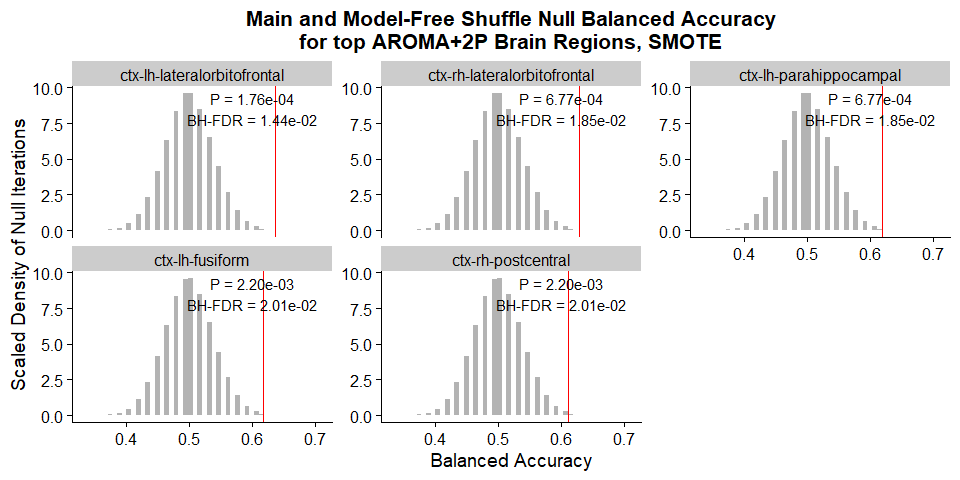 Main and Model-Free Shuffle Null Balanced Accuracy
for top AROMA+2P Brain Regions, SMOTE
ctx-lh-lateralorbitofrontal
ctx-rh-lateralorbitofrontal
ctx-lh-parahippocampal
P = 1.76e-04
BH-FDR = 1.44e-02
P = 6.77e-04
BH-FDR = 1.85e-02
P = 6.77e-04
BH-FDR = 1.85e-02
10.0
7.5
5.0
2.5
0.0
10.0
7.5
5.0
2.5
0.0
10.0
7.5
5.0
2.5
0.0
0.4 0.5 0.6 0.7
ctx-lh-fusiform
ctx-rh-postcentral
P = 2.20e-03
BH-FDR = 2.01e-02
P = 2.20e-03
BH-FDR = 2.01e-02
10.0
7.5
5.0
2.5
0.0
10.0
7.5
5.0
2.5
0.0
0.4 0.5 0.6 0.7
0.4 0.5 0.6 0.7
Scaled Density of Null Iterations
Balanced Accuracy